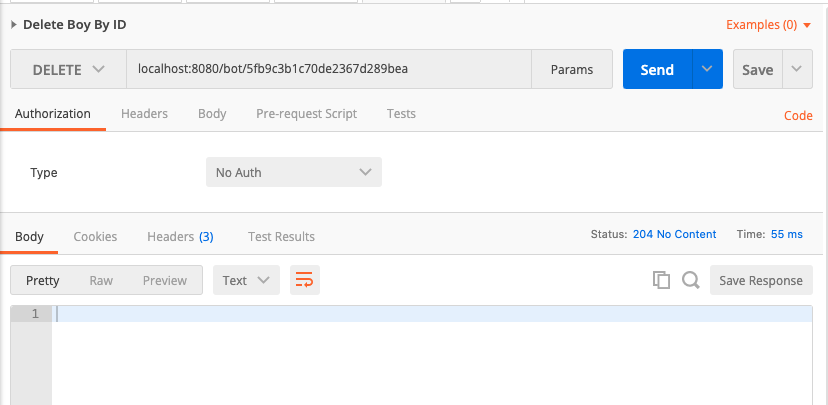 Delete Boy By ID
Examples (0)
DELETE
localhost:8080/bot/5fb9c3b1c70de2367d289bea
Params
Send
Save
Authorization
Headers
Body
Pre-request Script
Tests
Code
Type
No Auth
Body
Cookies
Headers (3)
Test Results
Status: 204 No Content
Time: 55 ms
Pretty
Raw
Preview
Text
Save Response
1